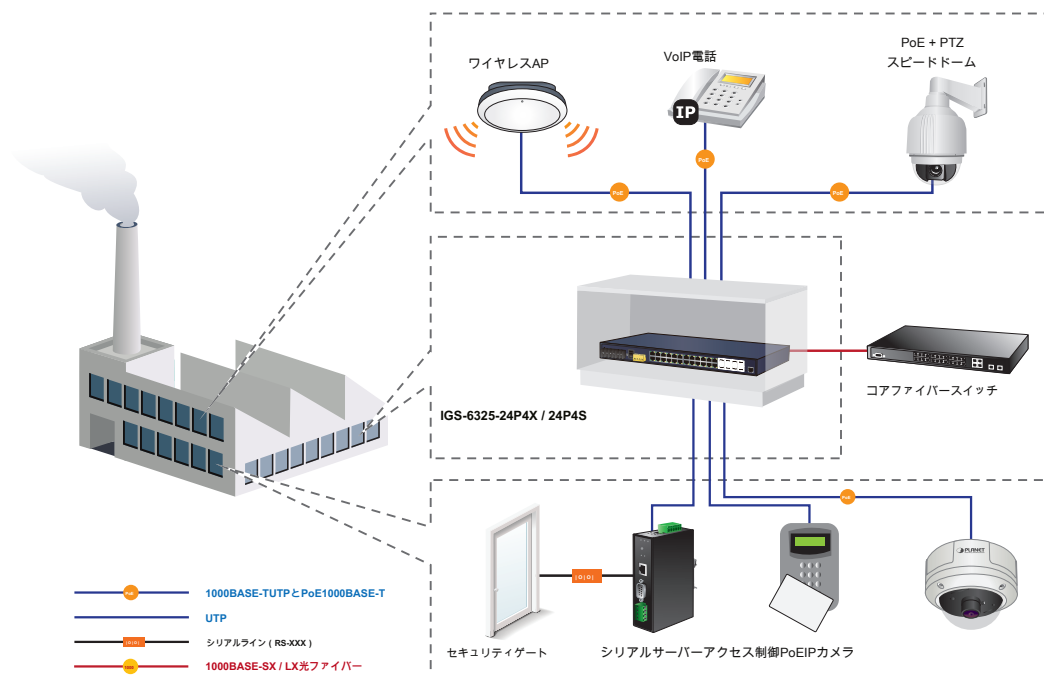 ワイヤレスAP
VoIP電話
PoE + PTZ
スピードドーム
IP
PoE
PoE
PoE
IGS-6325-24P4X / 24P4S
コアファイバースイッチ
PoE
PLANET
|O|O|
セキュリティゲート
シリアルサーバーアクセス制御PoEIPカメラ
PoE
1000BASE-TUTPとPoE1000BASE-T
UTP
|O|O|
シリアルライン ( RS-XXX )
1000
1000BASE-SX / LX光ファイバー